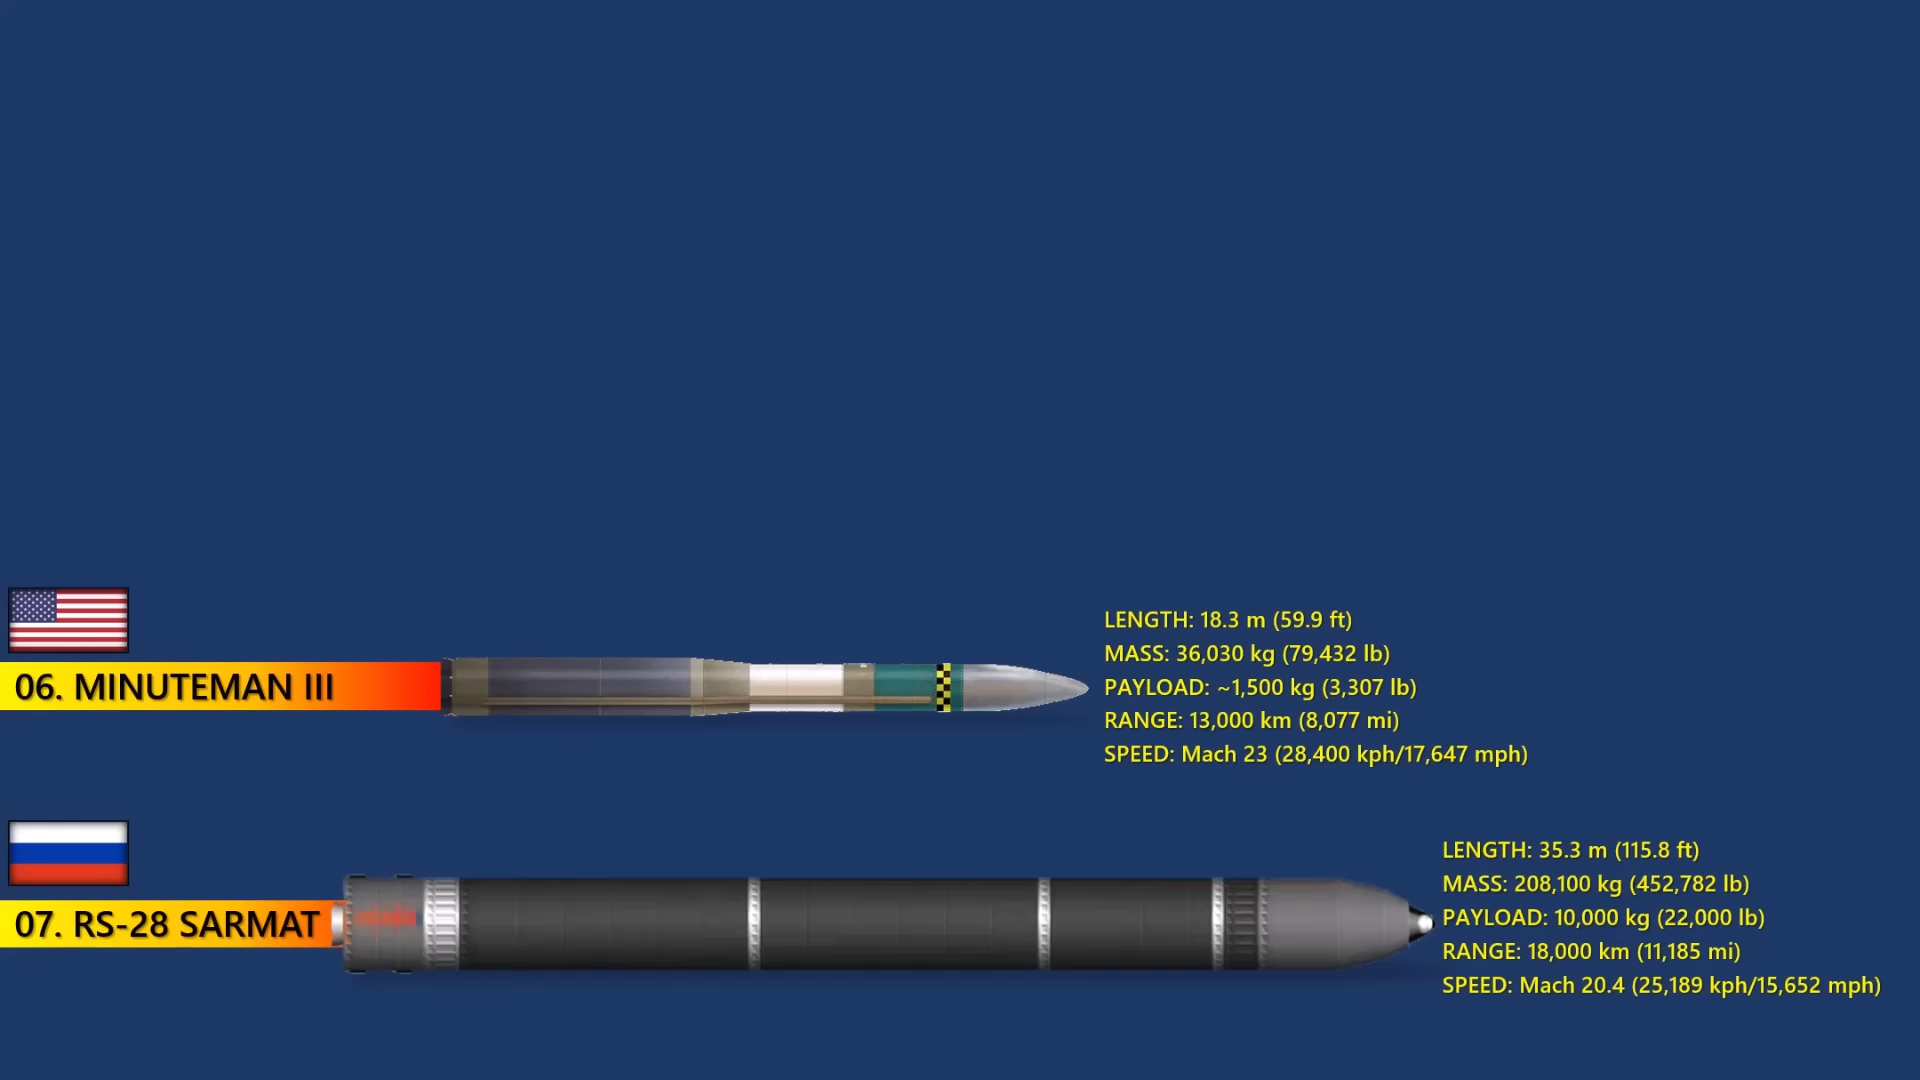 06. MINUTEMAN III
LENGTH: 18.3 m (59.9 ft)
MASS: 36,030 kg (79,432 lb)
PAYLOAD: ~1,500 kg (3,307 lb)
RANGE: 13,000 km (8,077 mi)
SPEED: Mach 23 (28,400 kph/17,647 mph)
07. RS-28 SARMAT
LENGTH: 35.3 m (115.8 ft)
MASS: 208,100 kg (452,782 lb)
PAYLOAD: 10,000 kg (22,000 lb)
RANGE: 18,000 km (11,185 mi)
SPEED: Mach 20.4 (25,189 kph/15,652 mph)